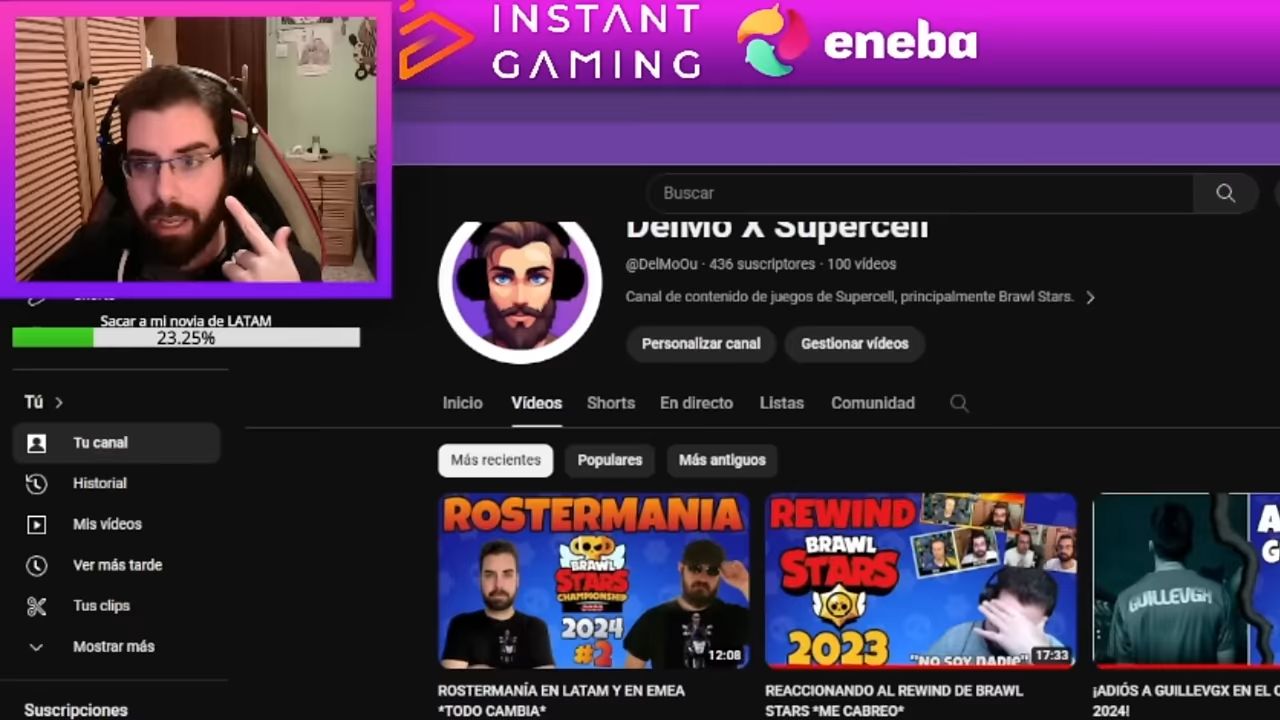 INSTANT
GAMING
eneba
Buscar
DelMo X Supercell
@DelMoOu · 436 suscriptores · 100 vídeos
Canal de contenido de juegos de Supercell, principalmente Brawl Stars.
Personalizar canal
Gestionar vídeos
Shorts
Sacar a mi novia de LATAM
23.25%
Tú
Tu canal
Historial
Mis vídeos
Ver más tarde
Tus clips
Mostrar más
Suscripciones
Inicio
Vídeos
Shorts
En directo
Listas
Comunidad
Más recientes
Populares
Más antiguos
ROSTERMANIA
BRAWL
STARS
CHAMPIONSHIP
2024
#2
12:08
ROSTERMANÍA EN LATAM Y EN EMEA
*TODO CAMBIA*
REWIND
BRAWL
STARS
2023
"NO SOY NADIE"
17:33
REACCIONANDO AL REWIND DE BRAWL
STARS *ME CABREO*
GUILLEVGX
A
G
¡ADIÓS A GUILLEVGX EN EL
2024!